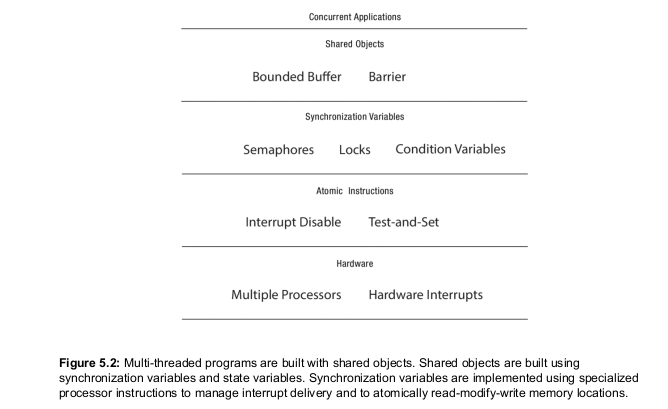 Concurrent Applications
Shared Objects
Bounded Buffer Barrier
Synchronization Variables
Semaphores Locks Condition Variables
Atomic Instructions
Interrupt Disable Test-and-Set
Hardware
Multiple Processors Hardware Interrupts
Figure 5.2: Multi-threaded programs are built with shared objects. Shared objects are built using
synchronization variables and state variables. Synchronization variables are implemented using specialized
processor instructions to manage interrupt delivery and to atomically read-modify-write memory locations.